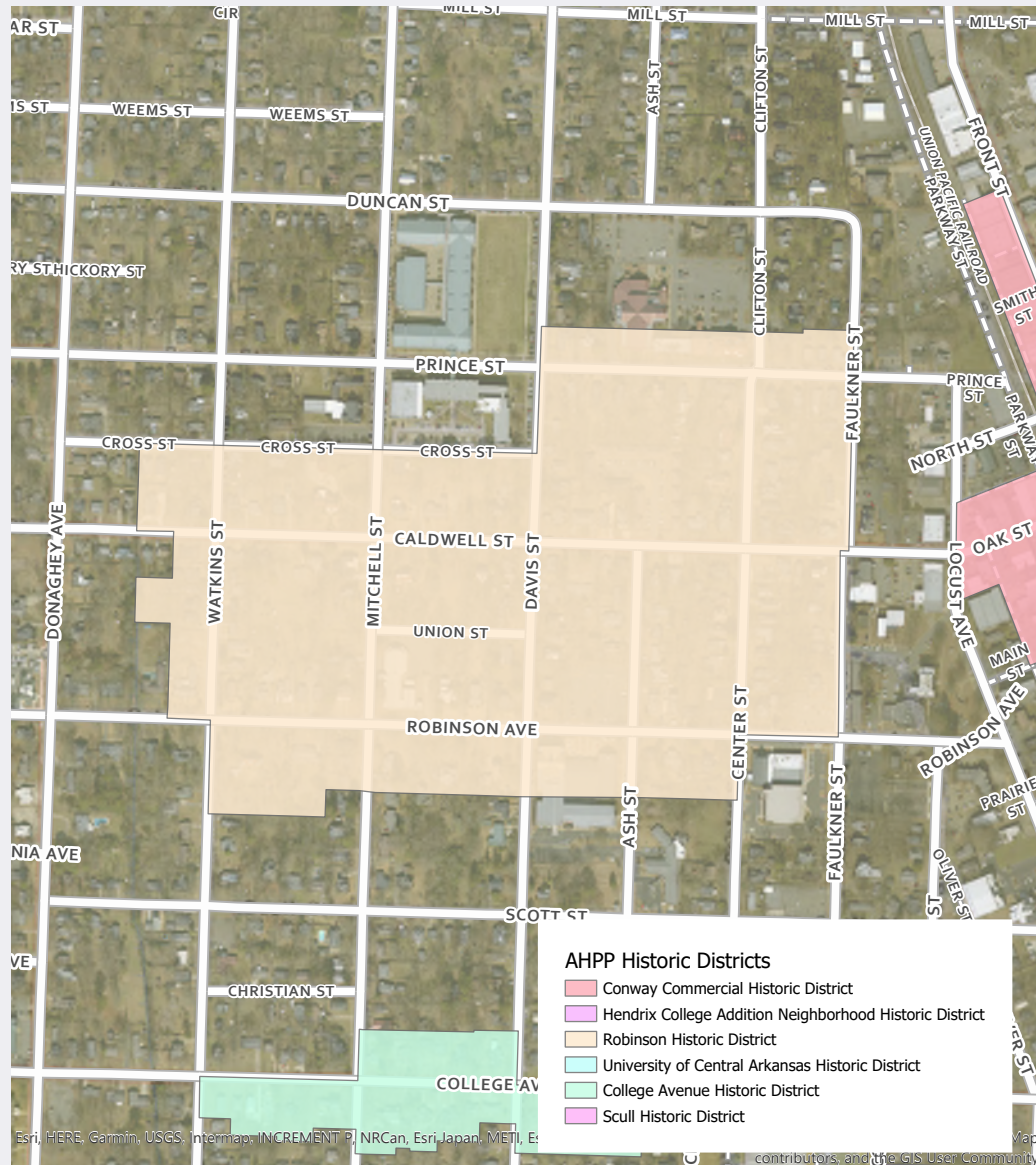 CIR
MILL ST
MILL ST
MILL ST
MILL ST
AR ST
ASH ST
CLIFTON ST
WEEMS ST
WEEMS ST
FRONT ST
UNION PACIFIC RAILROAD
PARKWAY ST
DUNCAN ST
HICKORY ST
CLIFTON ST
SMITH
ST
PRINCE ST
FAULKNER ST
PRINCE
ST
PARKWAY
ST
CROSS ST
CROSS ST
CROSS ST
NORTH ST
DONAGHEY AVE
WATKINS ST
MITCHELL ST
CALDWELL ST
DAVIS ST
OAK ST
LOCUST AVE
UNION ST
MAIN
ST
ROBINSON AVE
CENTER ST
ROBINSON AVE
PRAIRIE
ST
ASH ST
FAULKNER ST
NIA AVE
OLIVER ST
ST
SCOTT ST
VE
CHRISTIAN ST
COLLEGE AV
VER ST
AHPP Historic Districts
Conway Commercial Historic District
Hendrix College Addition Neighborhood Historic District
Robinson Historic District
University of Central Arkansas Historic District
College Avenue Historic District
Scull Historic District
Esri, HERE, Garmin, USGS, Intermap, INCREMENT P, NRCan, Esri Japan, METI, Es
Map
contributors, and the GIS User Community